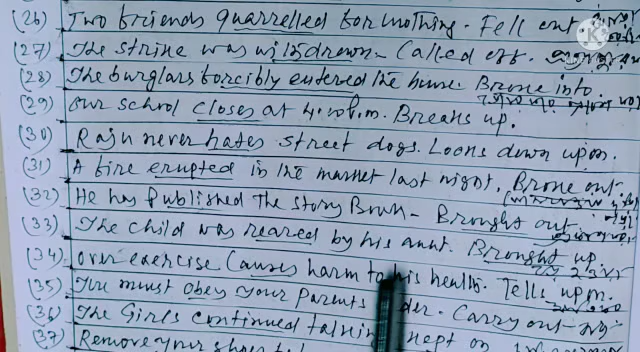 (26) Two friends quarrelled for nothing. Fell out
(27) The strike was withdrawn. Called off.
(28) The burglars forcibly entered the house. Broke into.
(29) Our school closes at 4. Breaks up.
(30) Raju never hates street dogs. Looks down upon.
(31) A fire erupted in the market last night. Broke out.
(32) He has Published The story Book - Brought out
(33) The child was reared by his aunt. Brought up.
(34) over exercise Causes harm to his health. Tells upon.
(35) You must obey your Parents der. Carry out
(36) The Girls continued talkin kept on
(37) Remove your shoes